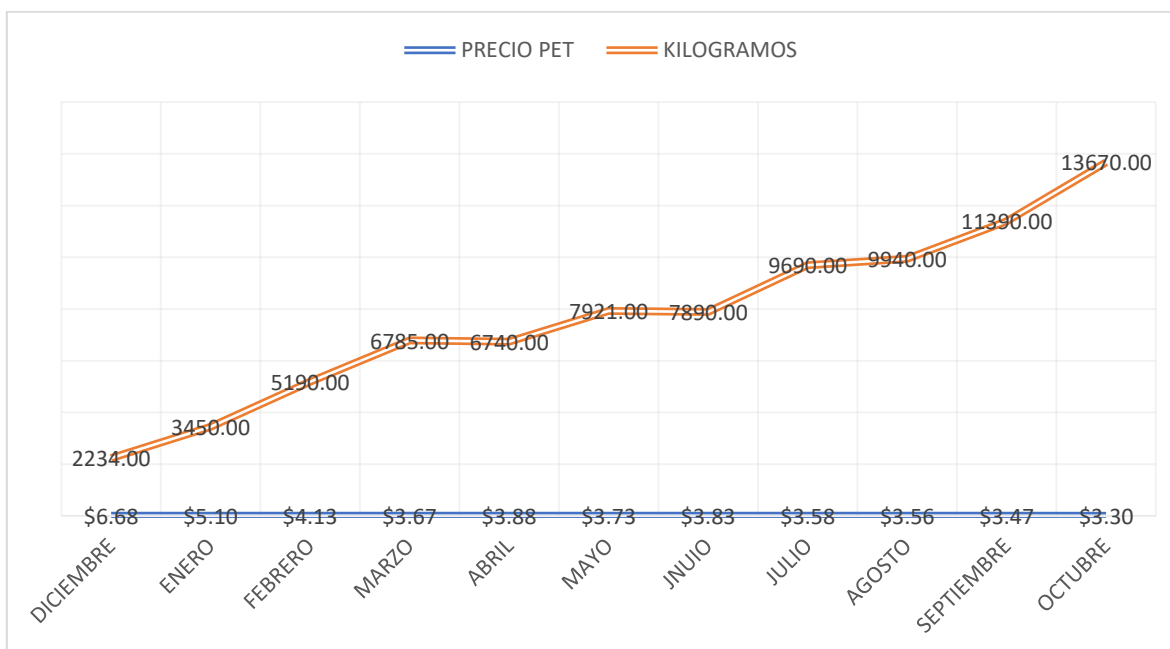 PRECIO PET KILOGRAMOS
13670.00
11390.00
9690.00 9940.00
7921.00 7890.00
6785.00 6740.00
5190.00
3450.00
2234.00
$6.68 $5.10 $4.13 $3.67 $3.88 $3.73 $3.83 $3.58 $3.56 $3.47 $3.30
DICIEMBRE ENERO FEBRERO MARZO ABRIL MAYO JNUIO JULIO AGOSTO SEPTIEMBRE OCTUBRE